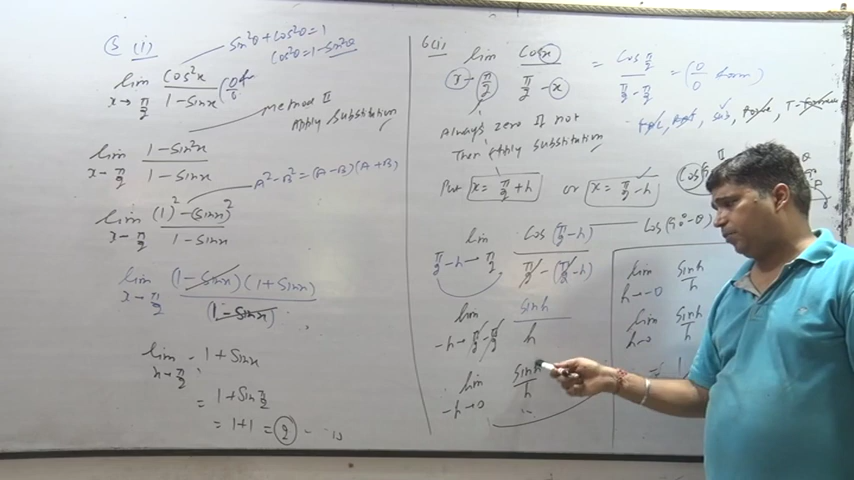 (i)
Sin²θ + Cos²θ = 1
Cos²θ = 1 - Sin²θ
lim x→π/2 Cos²x / 1 - Sinx (0/0
Method II
Apply Substitution
lim x→π/2 1 - Sin²x / 1 - Sinx
A² - B² = (A - B)(A + B)
lim x→π/2 (1)² - (Sinx)² / 1 - Sinx
lim x→π/2 (1 - Sinx)(1 + Sinx) / (1 - Sinx)
lim x→π/2 1 + Sinx
= 1 + Sin π/2
= 1 + 1 = 2
6(i)
lim x→π/2 Cosx / π/2 - x = Cos π/2 / π/2 - π/2 = (0/0 form)
Always zero If not
Then Apply Substitution
Put x = π/2 + h or x = π/2 - h
lim π/2 - h → π/2 Cos(π/2 - h) / π/2 - (π/2 - h)
Cos(90° - θ)
lim -h → π/2 - π/2 Sinh / h
lim -h → 0 Sinh / h
lim h → -0 Sinh / h
lim h → 0 Sinh / h
= 1